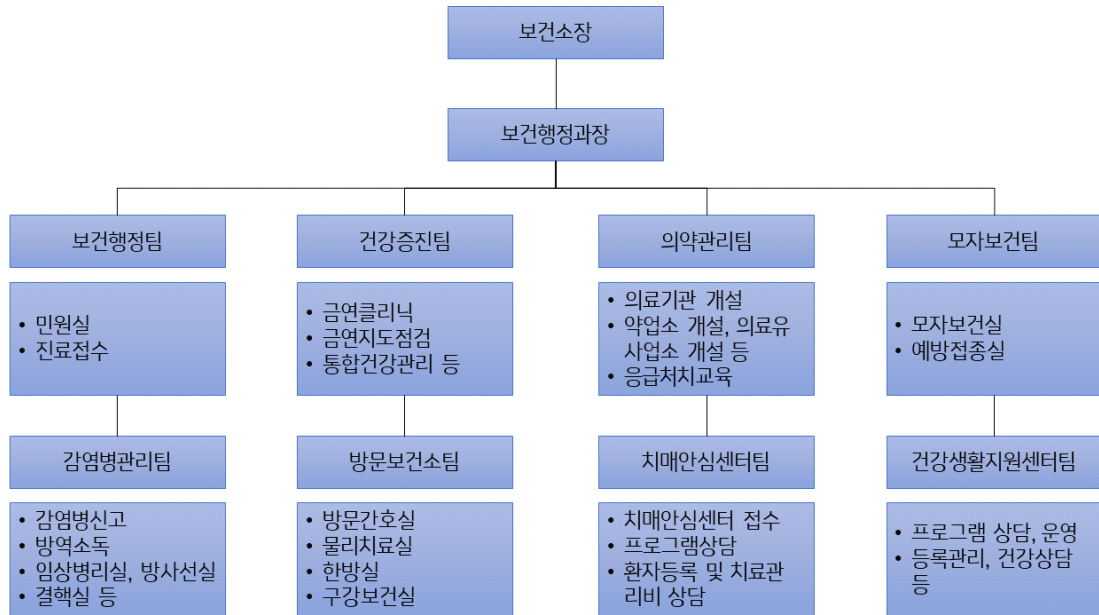 보건소장
보건행정과장
보건행정팀
건강증진팀
의약관리팀
모자보건팀
• 민원실
• 진료접수
• 금연클리닉
• 금연지도점검
• 통합건강관리 등
• 의료기관 개설
• 약업소 개설, 의료유
사업소 개설 등
• 응급처치교육
• 모자보건실
• 예방접종실
감염병관리팀
방문보건소팀
치매안심센터팀
건강생활지원센터팀
• 감염병신고
• 방역소독
• 임상병리실, 방사선실
• 결핵실 등
• 방문간호실
• 물리치료실
• 한방실
• 구강보건실
• 치매안심센터 접수
• 프로그램상담
• 환자등록 및 치료관
리비 상담
• 프로그램 상담, 운영
• 등록관리, 건강상담
등